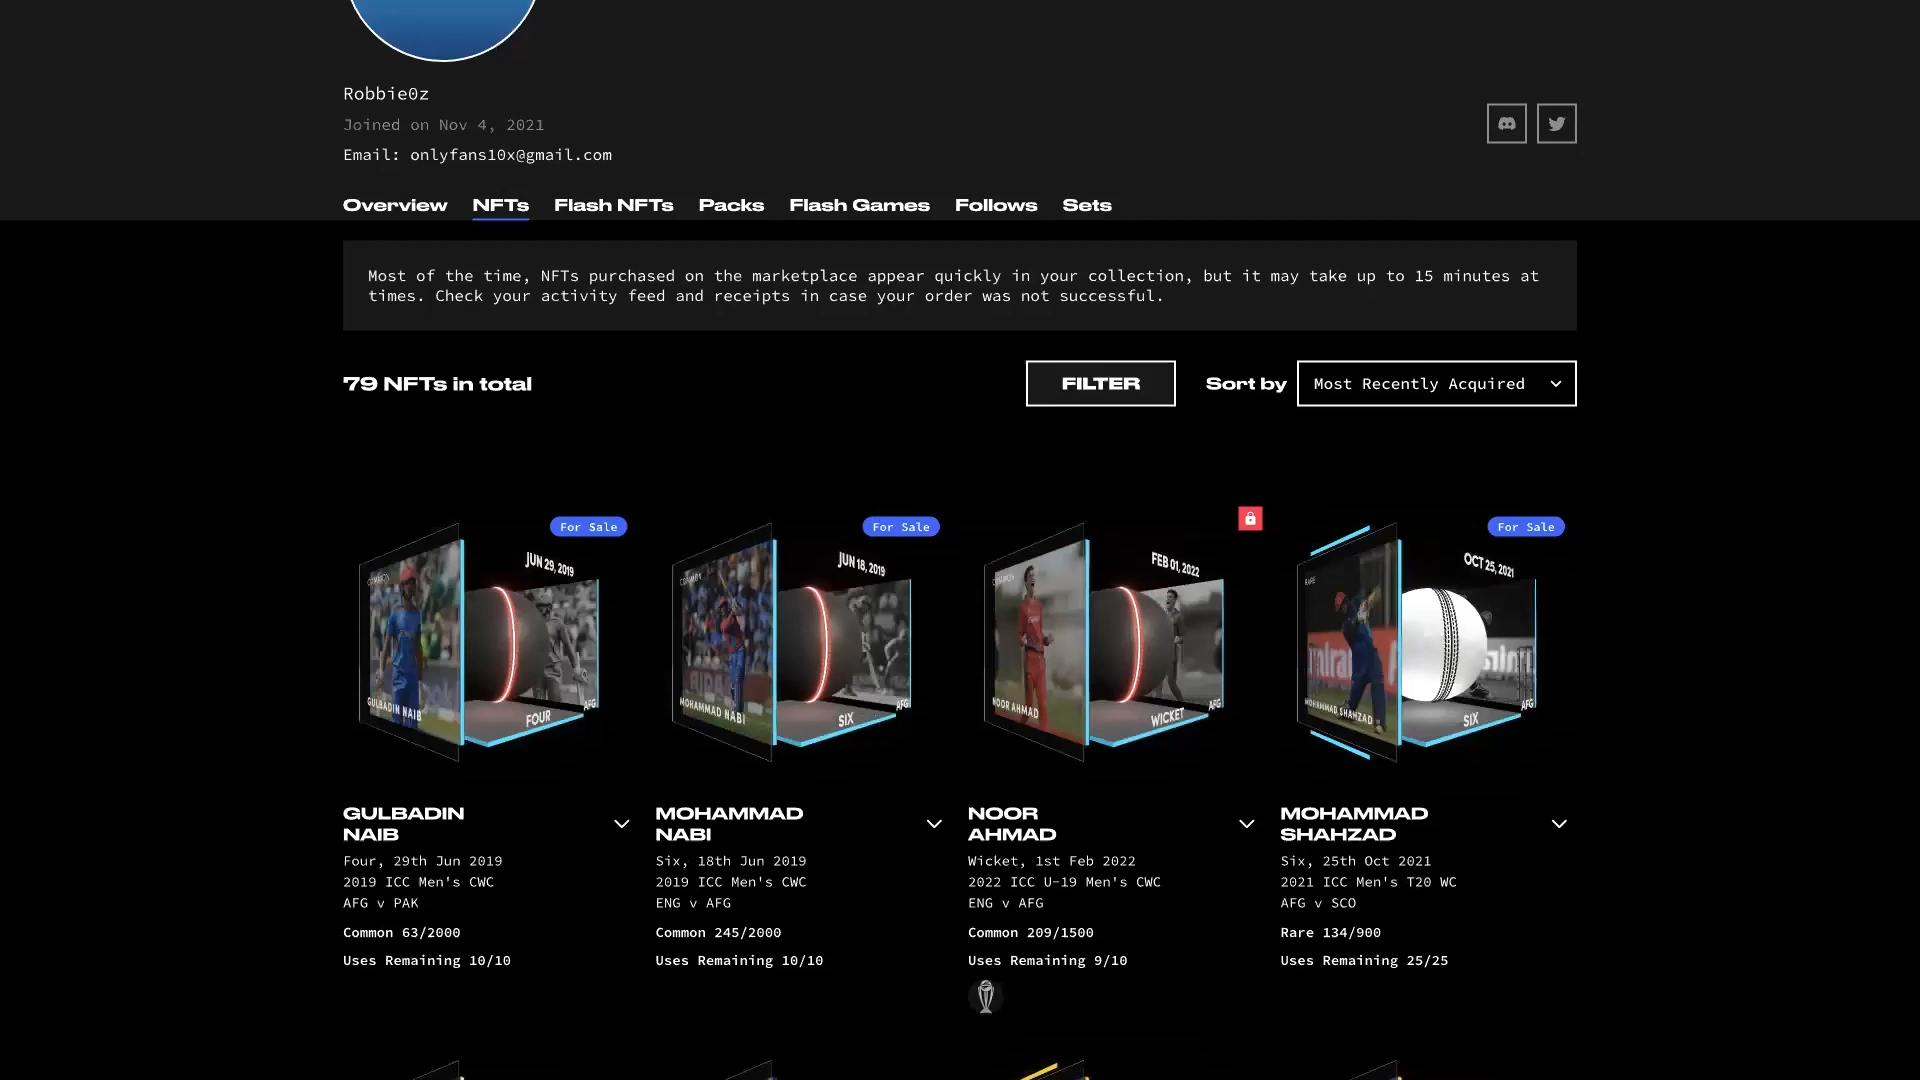 Robbie0z
Joined on Nov 4, 2021
Email: onlyfans10x@gmail.com
Overview NFTs Flash NFTs Packs Flash Games Follows Sets
Most of the time, NFTs purchased on the marketplace appear quickly in your collection, but it may take up to 15 minutes at
times. Check your activity feed and receipts in case your order was not successful.
79 NFTs in total
FILTER
Sort by
Most Recently Acquired
For Sale
COMMON
JUN 29, 2019
GULBADIN NAIB
FOUR
AFG
GULBADIN
NAIB
Four, 29th Jun 2019
2019 ICC Men's CWC
AFG v PAK
Common 63/2000
Uses Remaining 10/10
For Sale
COMMON
JUN 18, 2019
MOHAMMAD NABI
SIX
AFG
MOHAMMAD
NABI
Six, 18th Jun 2019
2019 ICC Men's CWC
ENG v AFG
Common 245/2000
Uses Remaining 10/10
COMMON
FEB 01, 2022
NOOR AHMAD
WICKET
AFG
NOOR
AHMAD
Wicket, 1st Feb 2022
2022 ICC U-19 Men's CWC
ENG v AFG
Common 209/1500
Uses Remaining 9/10
For Sale
RARE
OCT 25, 2021
MOHAMMAD SHAHZAD
SIX
AFG
MOHAMMAD
SHAHZAD
Six, 25th Oct 2021
2021 ICC Men's T20 WC
AFG v SCO
Rare 134/900
Uses Remaining 25/25